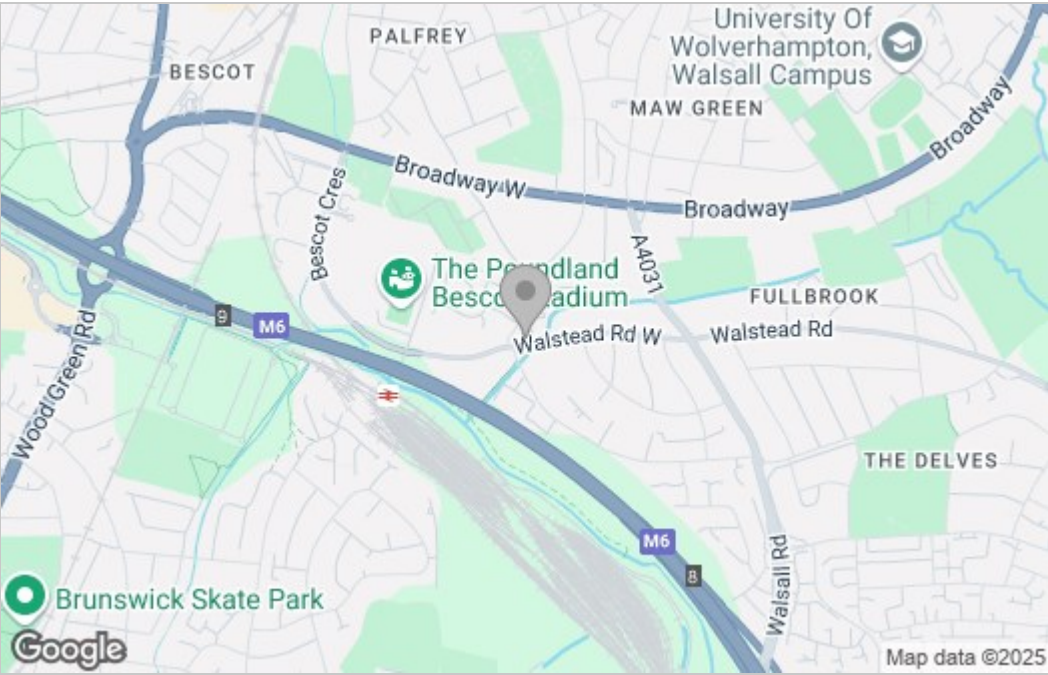 University Of
Wolverhampton,
Walsall Campus
PALFREY
BESCOT
MAW GREEN
Broadway
Broadway W
Broadway
Bescot Cres
A4031
The Poundland
Bescot Stadium
FULLBROOK
9
M6
Walstead Rd W
Walstead Rd
Wood Green Rd
THE DELVES
M6
8
Walsall Rd
Brunswick Skate Park
Google
Map data ©2025